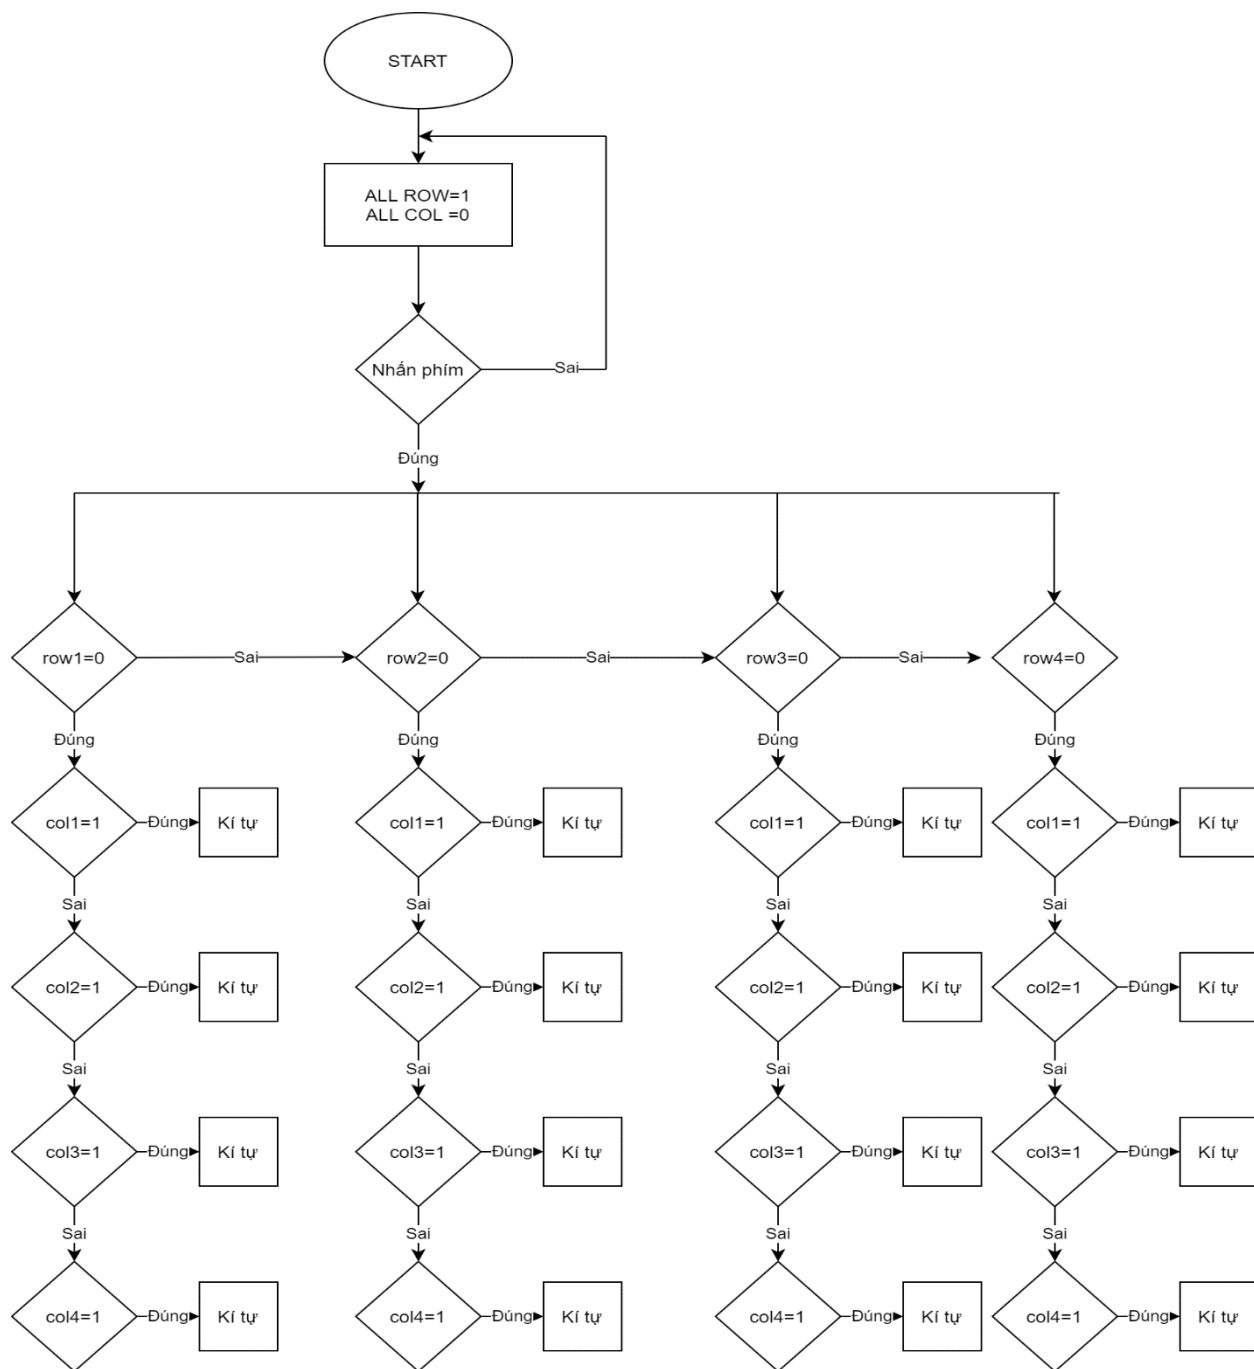 START
ALL ROW=1
ALL COL =0
Nhấn phím
Sai
Đúng
row1=0
Sai
row2=0
Sai
row3=0
Sai
row4=0
Đúng
Đúng
Đúng
Đúng
col1=1
Đúng
Kí tự
col1=1
Đúng
Kí tự
col1=1
Đúng
Kí tự
col1=1
Đúng
Kí tự
Sai
Sai
Sai
Sai
col2=1
Đúng
Kí tự
col2=1
Đúng
Kí tự
col2=1
Đúng
Kí tự
col2=1
Đúng
Kí tự
Sai
Sai
Sai
Sai
col3=1
Đúng
Kí tự
col3=1
Đúng
Kí tự
col3=1
Đúng
Kí tự
col3=1
Đúng
Kí tự
Sai
Sai
Sai
Sai
col4=1
Đúng
Kí tự
col4=1
Đúng
Kí tự
col4=1
Đúng
Kí tự
col4=1
Đúng
Kí tự